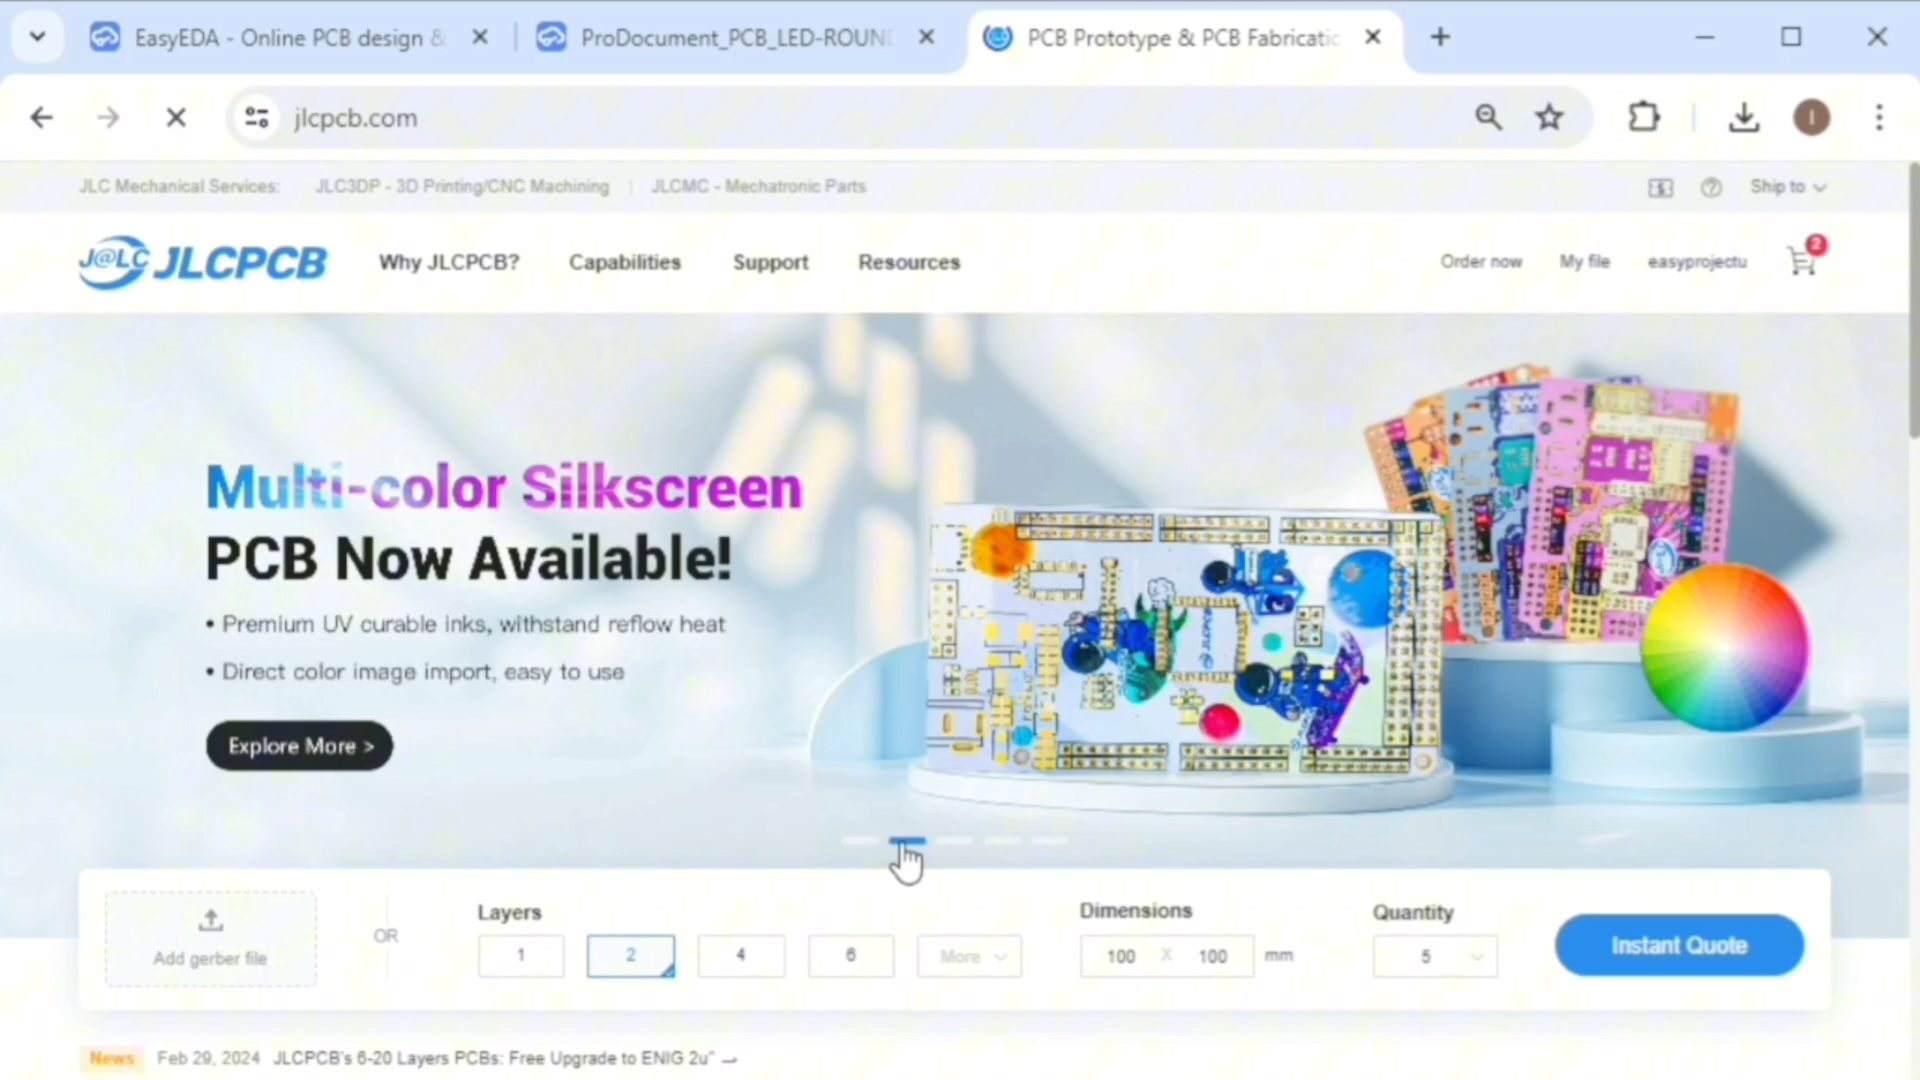 EasyEDA - Online PCB design &
ProDocument_PCB_LED-ROUND
PCB Prototype & PCB Fabricatic
jlcpcb.com
JLC Mechanical Services:
JLC3DP - 3D Printing/CNC Machining
JLCMC - Mechatronic Parts
Ship to
J@LC JLCPCB
Why JLCPCB?
Capabilities
Support
Resources
Order now
My file
easyprojectu
2
Multi-color Silkscreen
PCB Now Available!
• Premium UV curable inks, withstand reflow heat
• Direct color image import, easy to use
Explore More >
JLCPCB
Add gerber file
OR
Layers
1
2
4
6
More
Dimensions
100 X 100 mm
Quantity
5
Instant Quote
News
Feb 29, 2024
JLCPCB's 6-20 Layers PCBs: Free Upgrade to ENIG 2u"